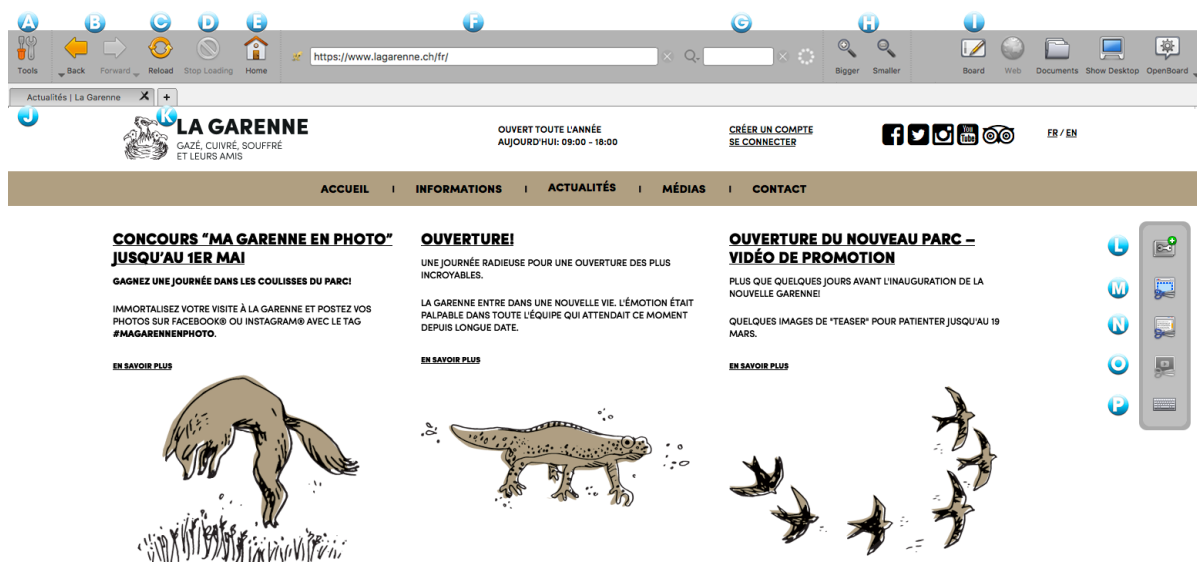 A B C D E F G H I
https://www.lagarenne.ch/fr/
Tools Back Forward Reload Stop Loading Home Bigger Smaller Board Web Documents Show Desktop OpenBoard
Actualités | La Garenne +
J K
LA GARENNE
GAZÉ, CUIVRÉ, SOUFFRÉ
ET LEURS AMIS
OUVERT TOUTE L'ANNÉE
AUJOURD'HUI: 09:00 - 18:00
CRÉER UN COMPTE
SE CONNECTER
You
Tube
FR / EN
ACCUEIL | INFORMATIONS | ACTUALITÉS | MÉDIAS | CONTACT
CONCOURS "MA GARENNE EN PHOTO"
JUSQU'AU 1ER MAI
GAGNEZ UNE JOURNÉE DANS LES COULISSES DU PARC!
IMMORTALISEZ VOTRE VISITE À LA GARENNE ET POSTEZ VOS
PHOTOS SUR FACEBOOK® OU INSTAGRAM® AVEC LE TAG
#MAGARENNENPHOTO.
EN SAVOIR PLUS
OUVERTURE!
UNE JOURNÉE RADIEUSE POUR UNE OUVERTURE DES PLUS
INCROYABLES.
LA GARENNE ENTRE DANS UNE NOUVELLE VIE. L'ÉMOTION ÉTAIT
PALPABLE DANS TOUTE L'ÉQUIPE QUI ATTENDAIT CE MOMENT
DEPUIS LONGUE DATE.
EN SAVOIR PLUS
OUVERTURE DU NOUVEAU PARC –
VIDÉO DE PROMOTION
PLUS QUE QUELQUES JOURS AVANT L'INAUGURATION DE LA
NOUVELLE GARENNE!
QUELQUES IMAGES DE "TEASER" POUR PATIENTER JUSQU'AU 19
MARS.
EN SAVOIR PLUS
L
M
N
O
P